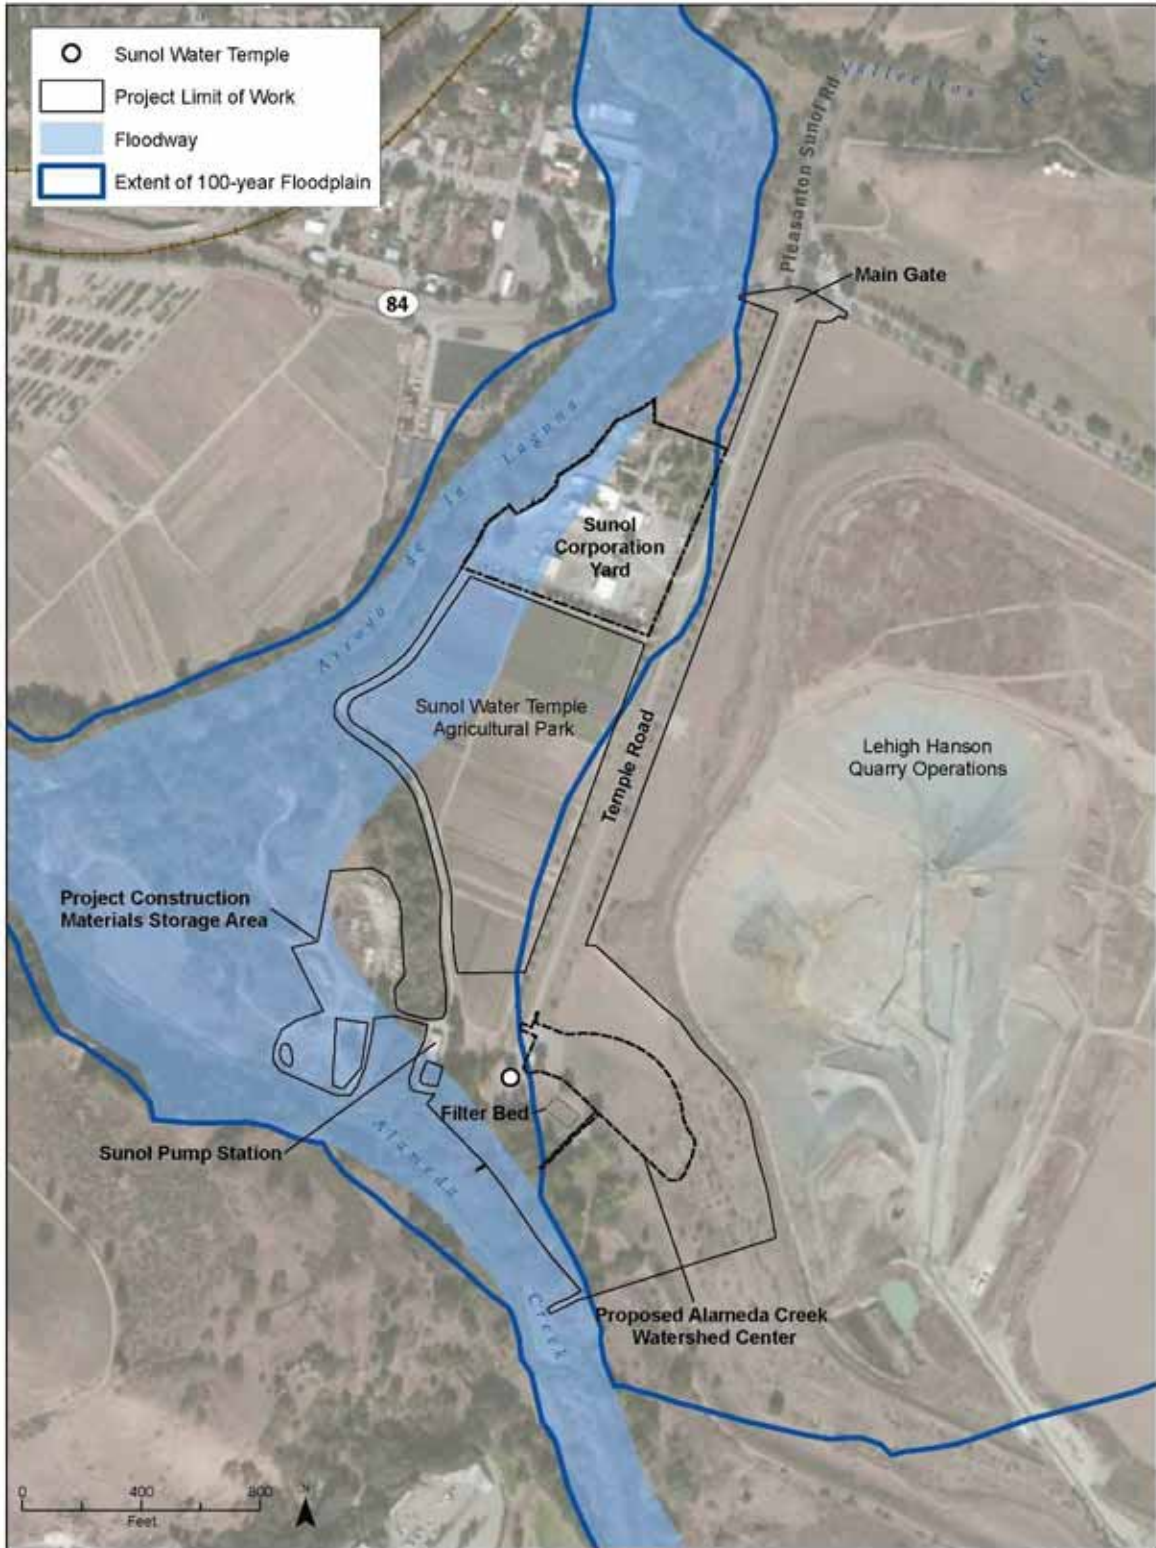 Sunol Water Temple
Project Limit of Work
Floodway
Extent of 100-year Floodplain
Vallecitos Creek
Pleasanton Sunol Rd
Main Gate
84
Arroyo de la Laguna
Sunol
Corporation
Yard
Sunol Water Temple
Agricultural Park
Temple Road
Lehigh Hanson
Quarry Operations
Project Construction
Materials Storage Area
Filter Bed
Sunol Pump Station
Alameda Creek
Proposed Alameda Creek
Watershed Center
0 400 800
Feet
N